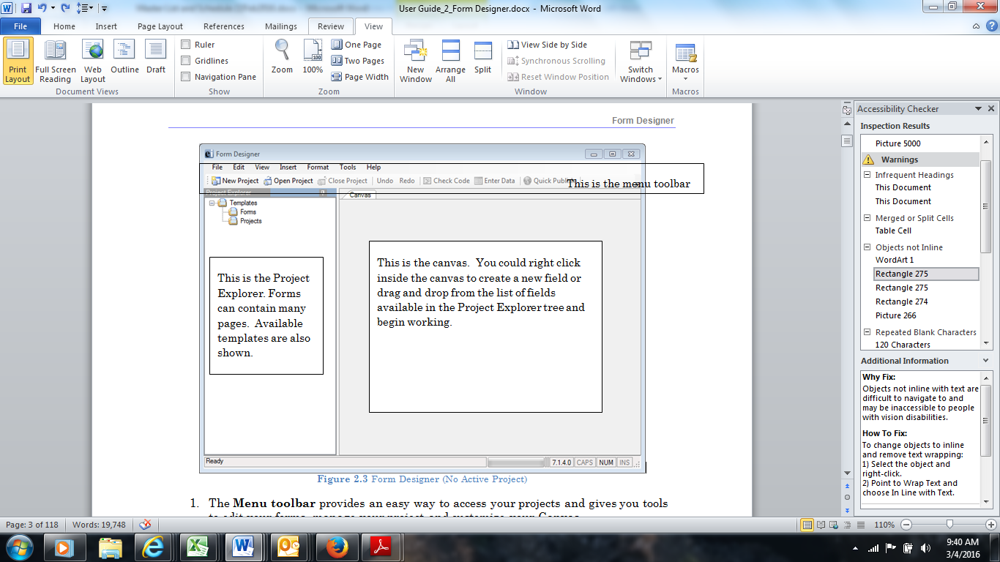 User Guide_2_Form Designer.docx - Microsoft Word
File Home Insert Page Layout References Mailings Review View
Print Layout
Full Screen Reading
Web Layout
Outline
Draft
Document Views
Ruler
Gridlines
Navigation Pane
Show
Zoom
100%
One Page
Two Pages
Page Width
Zoom
New Window
Arrange All
Split
View Side by Side
Synchronous Scrolling
Reset Window Position
Window
Switch Windows
Macros
Macros
Form Designer
Form Designer
File Edit View Insert Format Tools Help
New Project Open Project Close Project Undo Redo Check Code Enter Data Quick
This is the menu toolbar
Project Explorer
Canvas
Templates
Forms
Projects
This is the Project
Explorer. Forms
can contain many
pages. Available
templates are also
shown.
This is the canvas. You could right click
inside the canvas to create a new field or
drag and drop from the list of fields
available in the Project Explorer tree and
begin working.
Ready 7.1.4.0 CAPS NUM INS
Figure 2.3 Form Designer (No Active Project)
1. The Menu toolbar provides an easy way to access your projects and gives you tools
to edit your forms, manage your project and customize your Canvas
Accessibility Checker
Inspection Results
Picture 5000
Warnings
Infrequent Headings
This Document
This Document
Merged or Split Cells
Table Cell
Objects not Inline
WordArt 1
Rectangle 275
Rectangle 275
Rectangle 274
Picture 266
Repeated Blank Characters
120 Characters
Additional Information
Why Fix:
Objects not inline with text are
difficult to navigate to and
may be inaccessible to people
with vision disabilities.
How To Fix:
To change objects to inline
and remove text wrapping:
1) Select the object and
right-click.
2) Point to Wrap Text and
choose In Line with Text.
Page: 3 of 118 Words: 19,748 110%
9:40 AM
3/4/2016